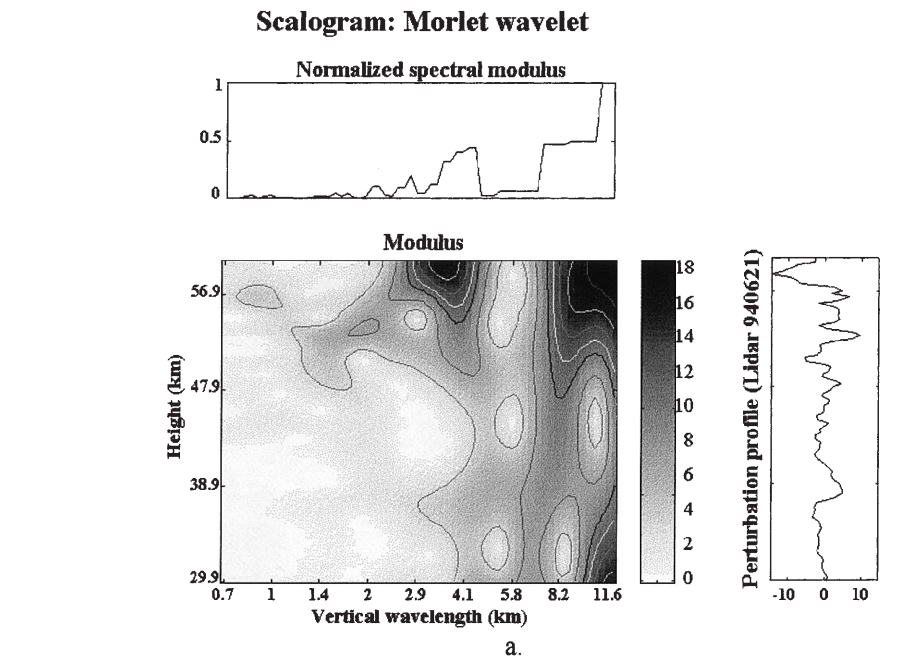 Scalogram: Morlet wavelet
Normalized spectral modulus
1
0.5
0
Modulus
Height (km)
56.9
47.9
38.9
29.9
0.7 1 1.4 2 2.9 4.1 5.8 8.2 11.6
Vertical wavelength (km)
18
16
14
12
10
8
6
4
2
0
Perturbation profile (Lidar 940621)
-10 0 10
a.